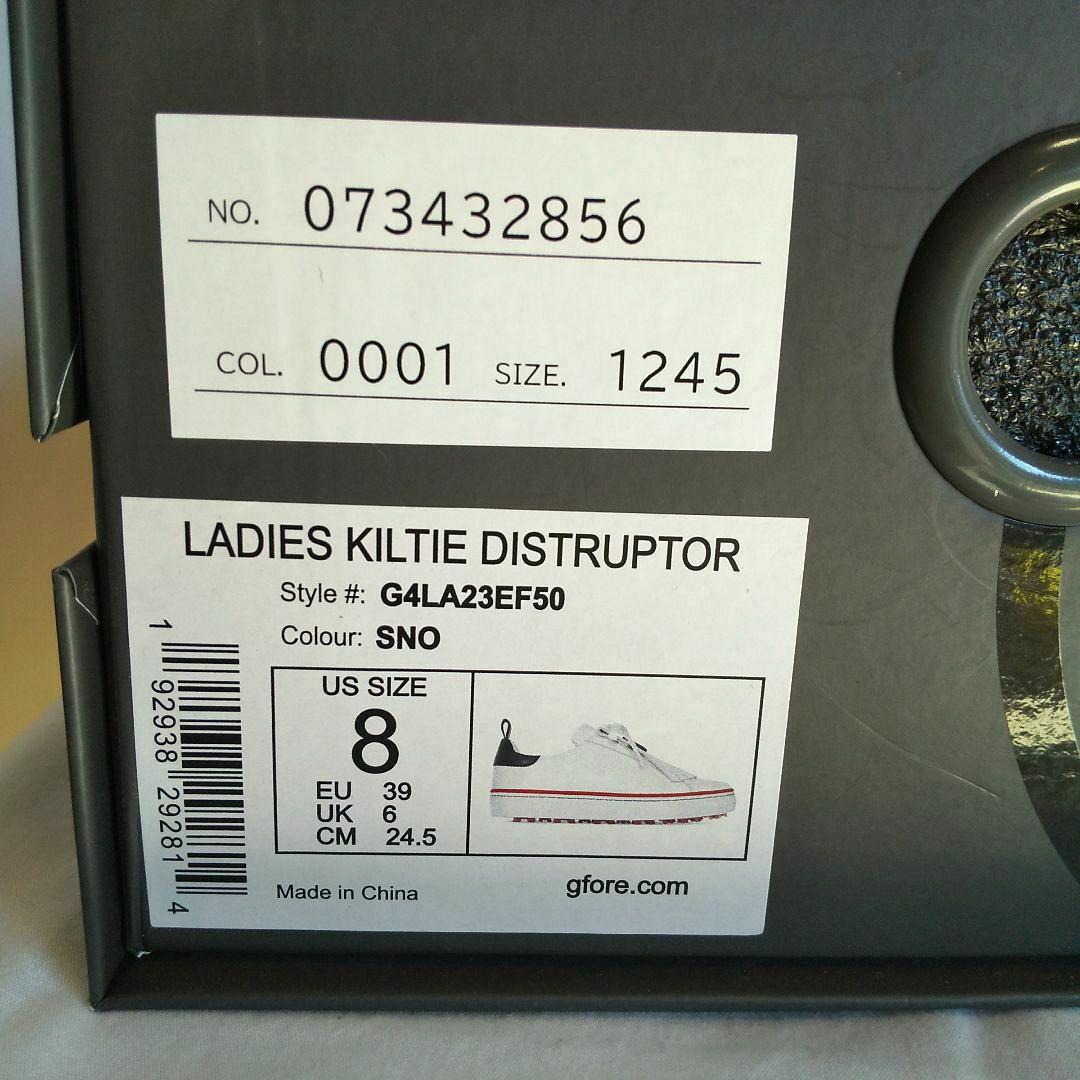 NO. 073432856
COL. 0001 SIZE. 1245
LADIES KILTIE DISTRUPTOR
Style #: G4LA23EF50
Colour: SNO
1 92938 29281 4
US SIZE
8
EU 39
UK 6
CM 24.5
Made in China
gfore.com